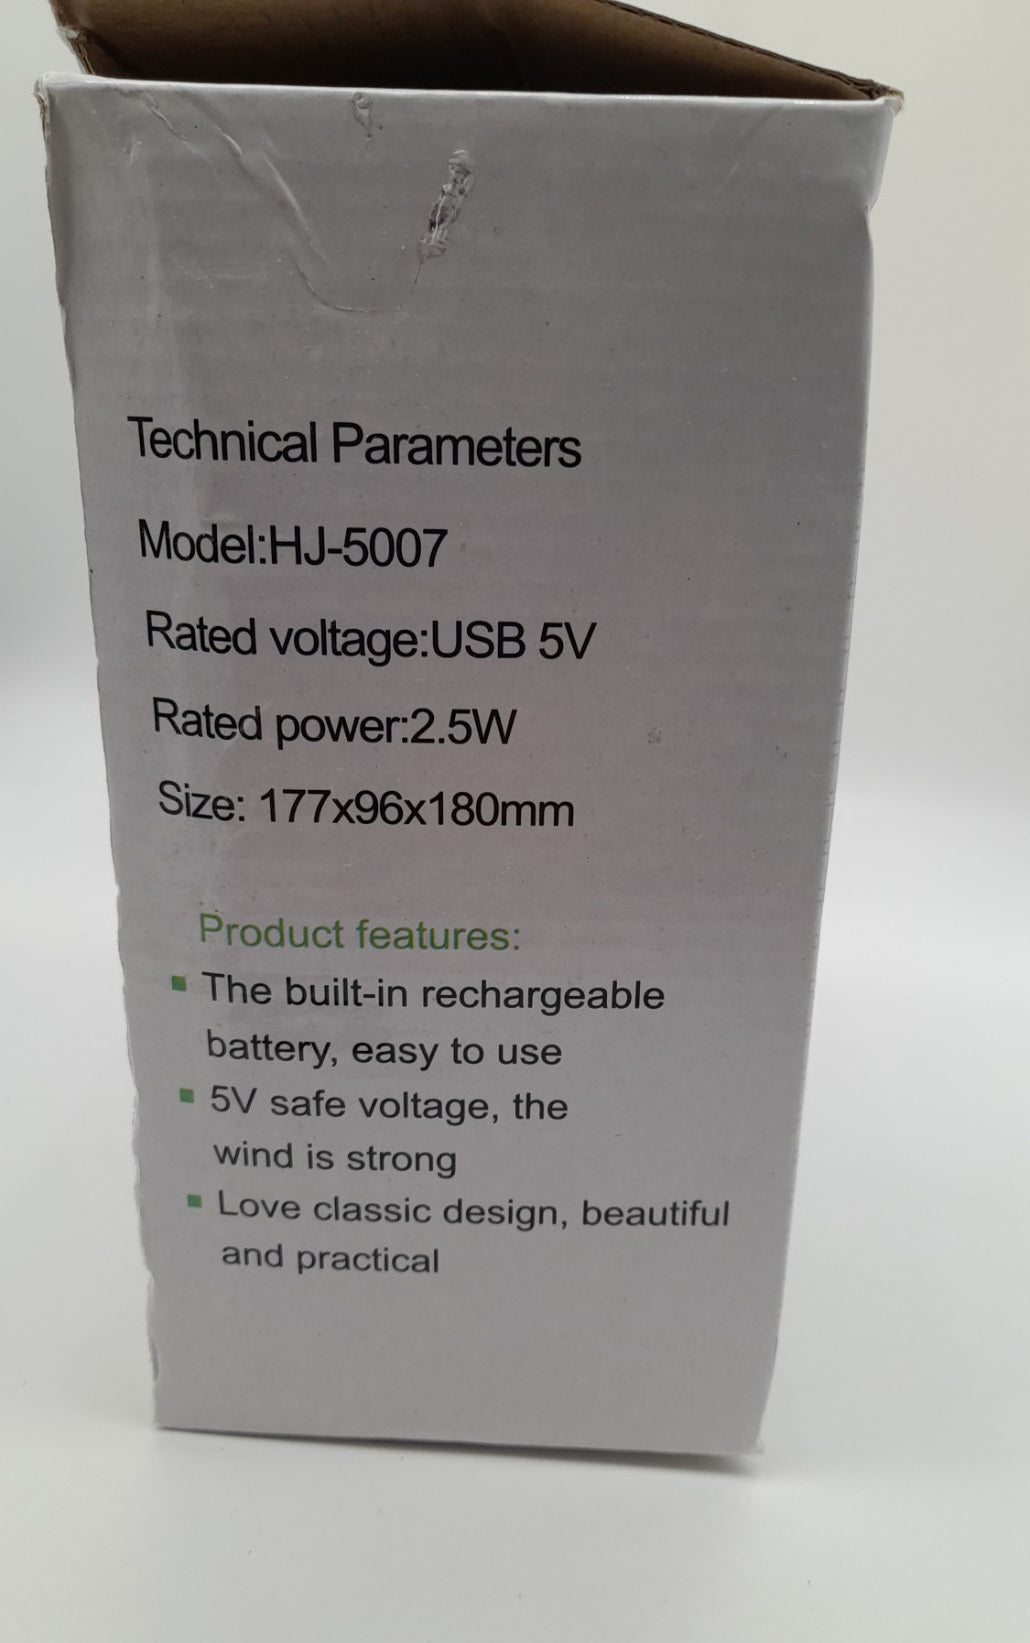 Technical Parameters
Model:HJ-5007
Rated voltage:USB 5V
Rated power:2.5W
Size: 177x96x180mm
Product features:
▪ The built-in rechargeable
battery, easy to use
▪ 5V safe voltage, the
wind is strong
▪ Love classic design, beautiful
and practical